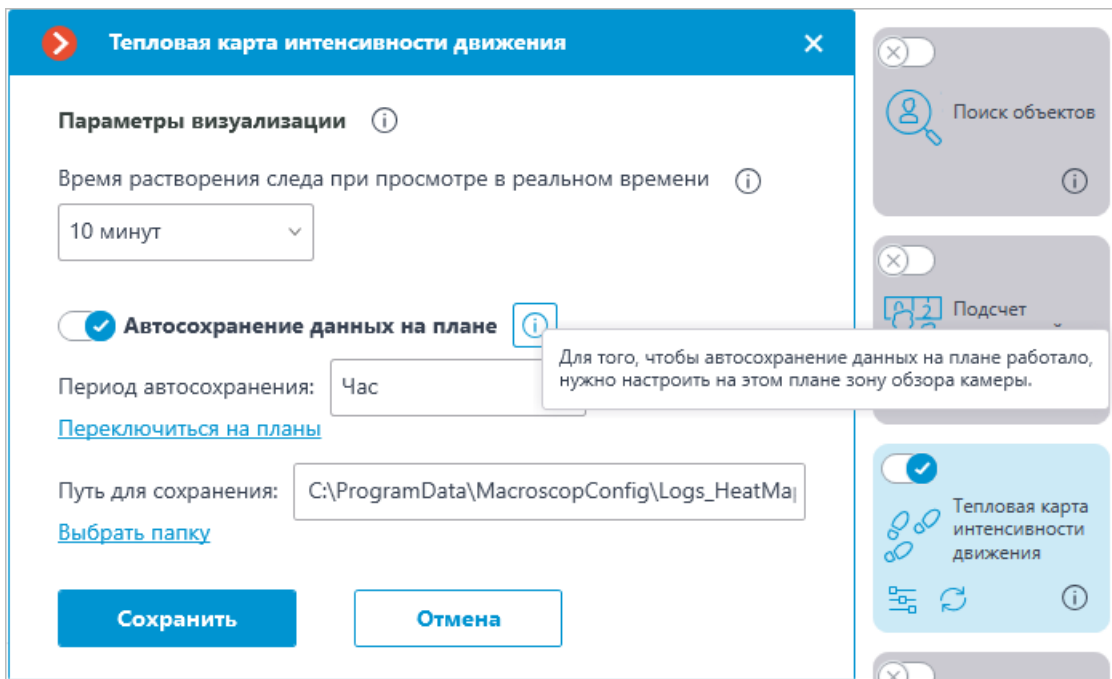 Тепловая карта интенсивности движения
Параметры визуализации
Время растворения следа при просмотре в реальном времени
10 минут
Автосохранение данных на плане
Для того, чтобы автосохранение данных на плане работало,
нужно настроить на этом плане зону обзора камеры.
Период автосохранения:
Час
Переключиться на планы
Путь для сохранения:
C:\ProgramData\MacroscopConfig\Logs_HeatMa
Выбрать папку
Сохранить
Отмена
Поиск объектов
Подсчет
Тепловая карта
интенсивности
движения